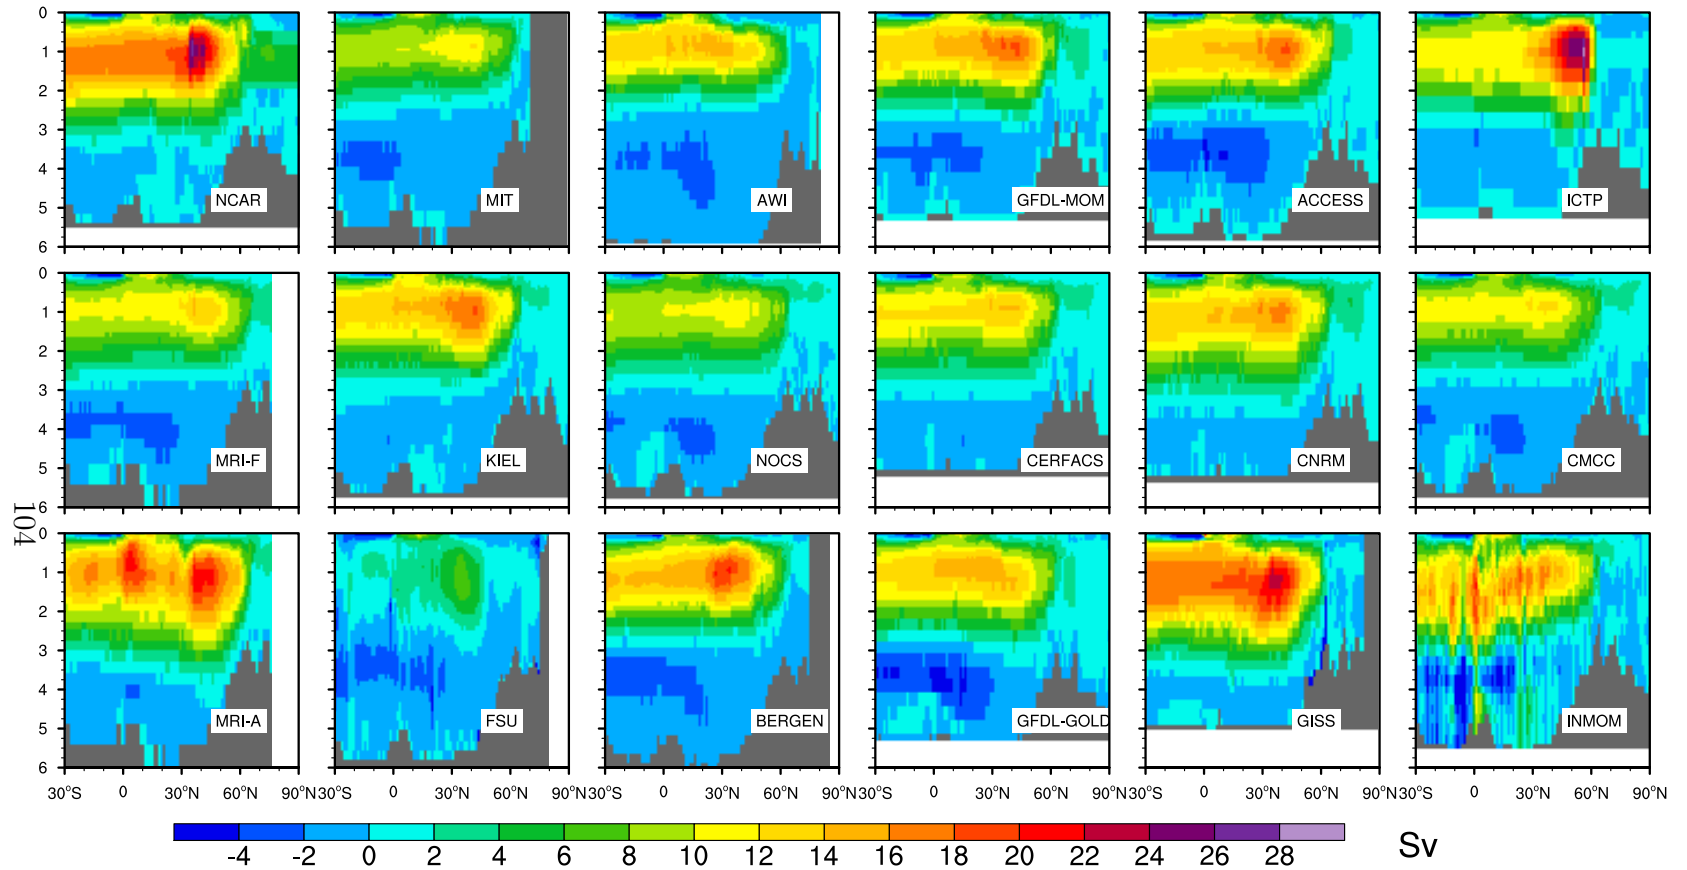 0
1
2
3
4
5
6
NCAR
MIT
AWI
GFDL-MOM
ACCESS
ICTP
0
1
2
3
4
5
6
MRI-F
KIEL
NOCS
CERFACS
CNRM
CMCC
104
0
1
2
3
4
5
6
MRI-A
FSU
BERGEN
GFDL-GOLD
GISS
INMOM
30°S 0 30°N 60°N 90°N 30°S 0 30°N 60°N 90°N 30°S 0 30°N 60°N 90°N 30°S 0 30°N 60°N 90°N 30°S 0 30°N 60°N 90°N 30°S 0 30°N 60°N 90°N
-4 -2 0 2 4 6 8 10 12 14 16 18 20 22 24 26 28 Sv